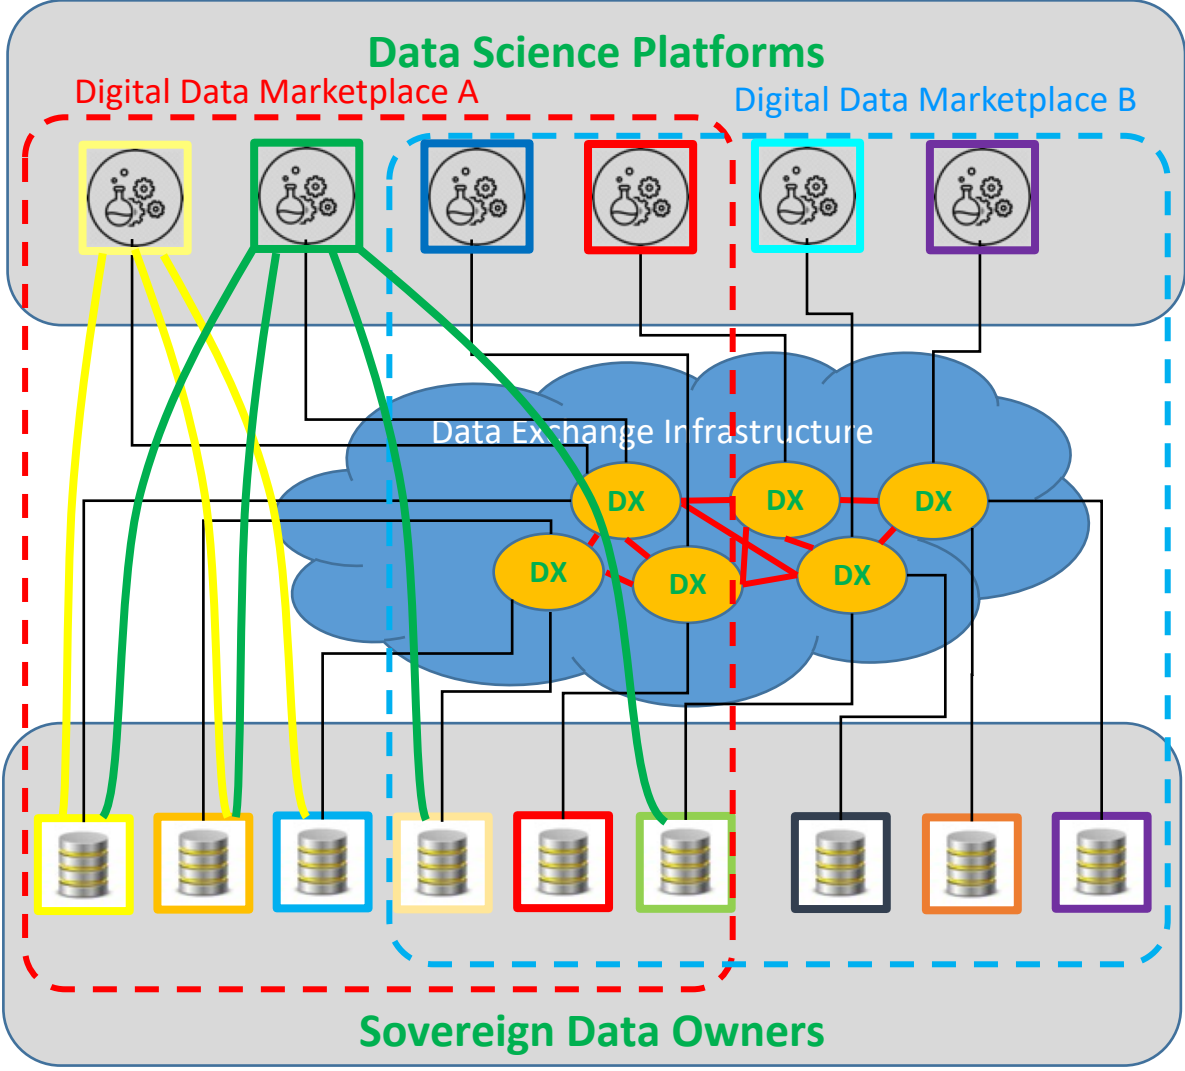 Data Science Platforms
Digital Data Marketplace A
Digital Data Marketplace B
Data Exchange Infrastructure
DX
DX
DX
DX
DX
DX
Sovereign Data Owners